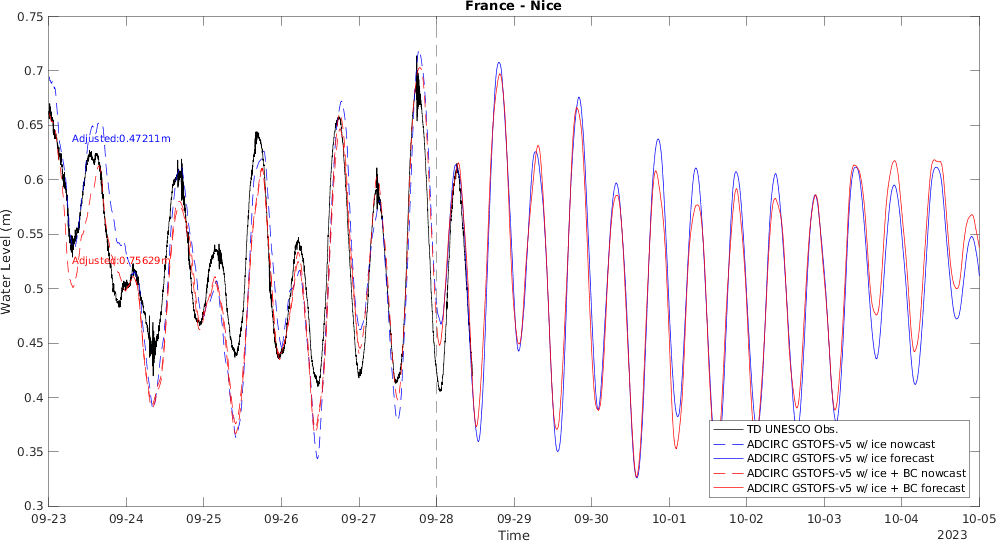 France - Nice
0.75
0.7
0.65
0.6
0.55
0.5
0.45
0.4
0.35
0.3
Water Level (m)
Adjusted:0.47211m
Adjusted:0.75629m
TD UNESCO Obs.
ADCIRC GSTOFS-v5 w/ ice nowcast
ADCIRC GSTOFS-v5 w/ ice forecast
ADCIRC GSTOFS-v5 w/ ice + BC nowcast
ADCIRC GSTOFS-v5 w/ ice + BC forecast
09-23 09-24 09-25 09-26 09-27 09-28 09-29 09-30 10-01 10-02 10-03 10-04 10-05
Time
2023